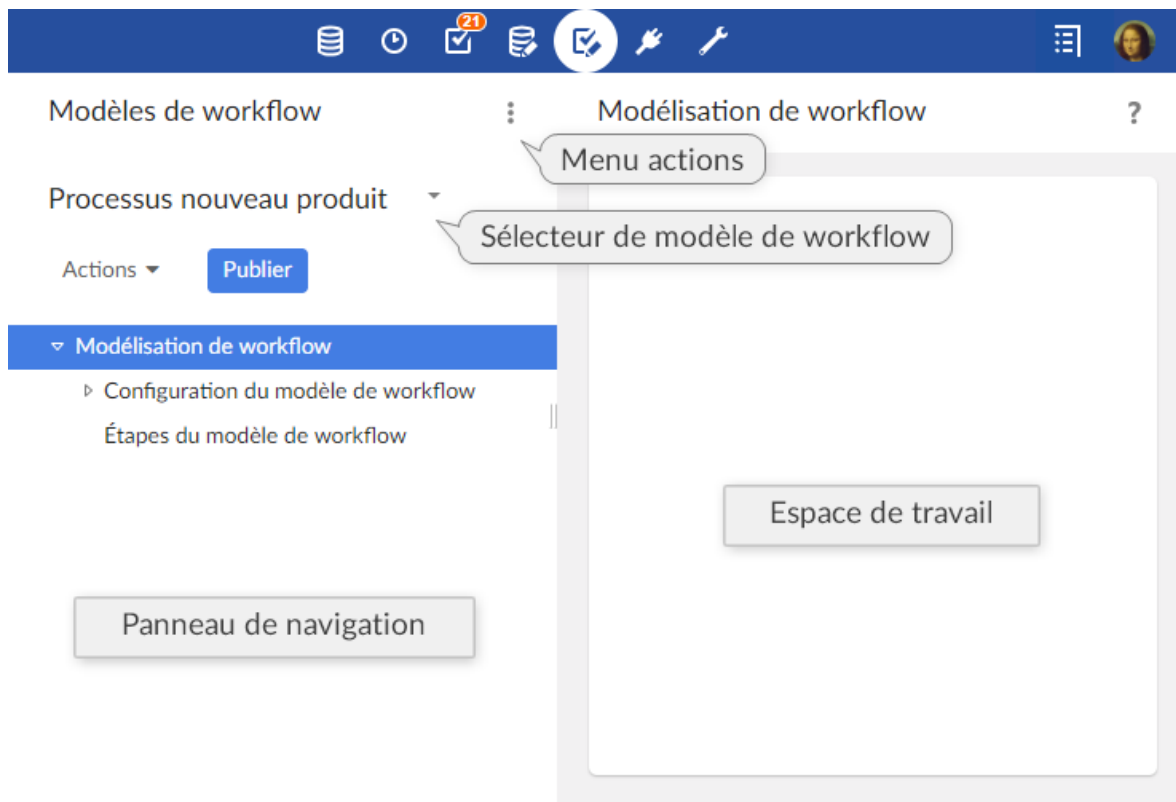 21
Modèles de workflow
Modélisation de workflow
?
Menu actions
Processus nouveau produit
Sélecteur de modèle de workflow
Actions
Publier
Modélisation de workflow
Configuration du modèle de workflow
Étapes du modèle de workflow
Espace de travail
Panneau de navigation